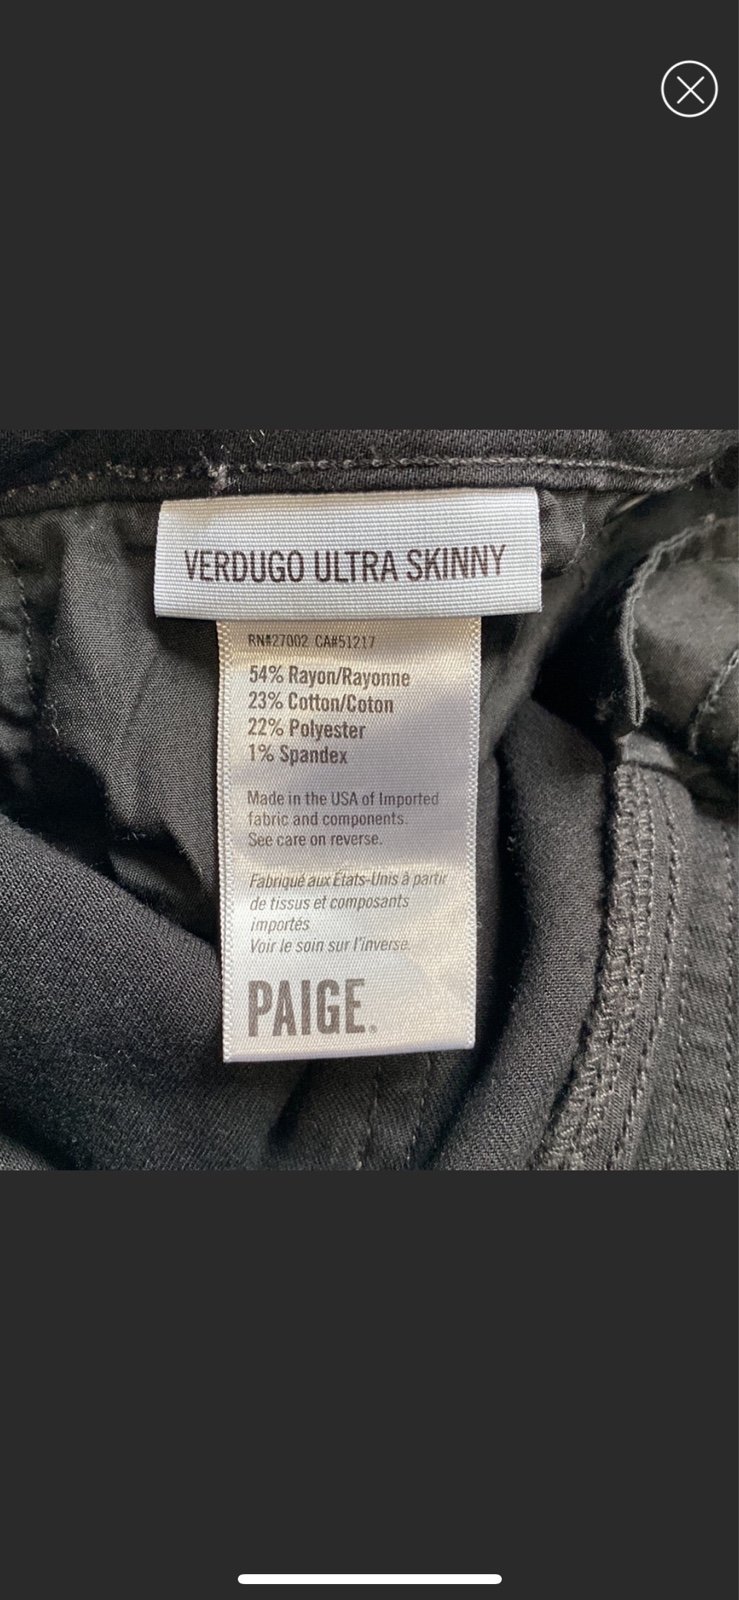 VERDUGO ULTRA SKINNY
RN#27002 CA#51217
54% Rayon/Rayonne
23% Cotton/Coton
22% Polyester
1% Spandex
Made in the USA of Imported
fabric and components.
See care on reverse.
Fabriqué aux États-Unis à partir
de tissus et composants
importés
Voir le soin sur l'inverse.
PAIGE.